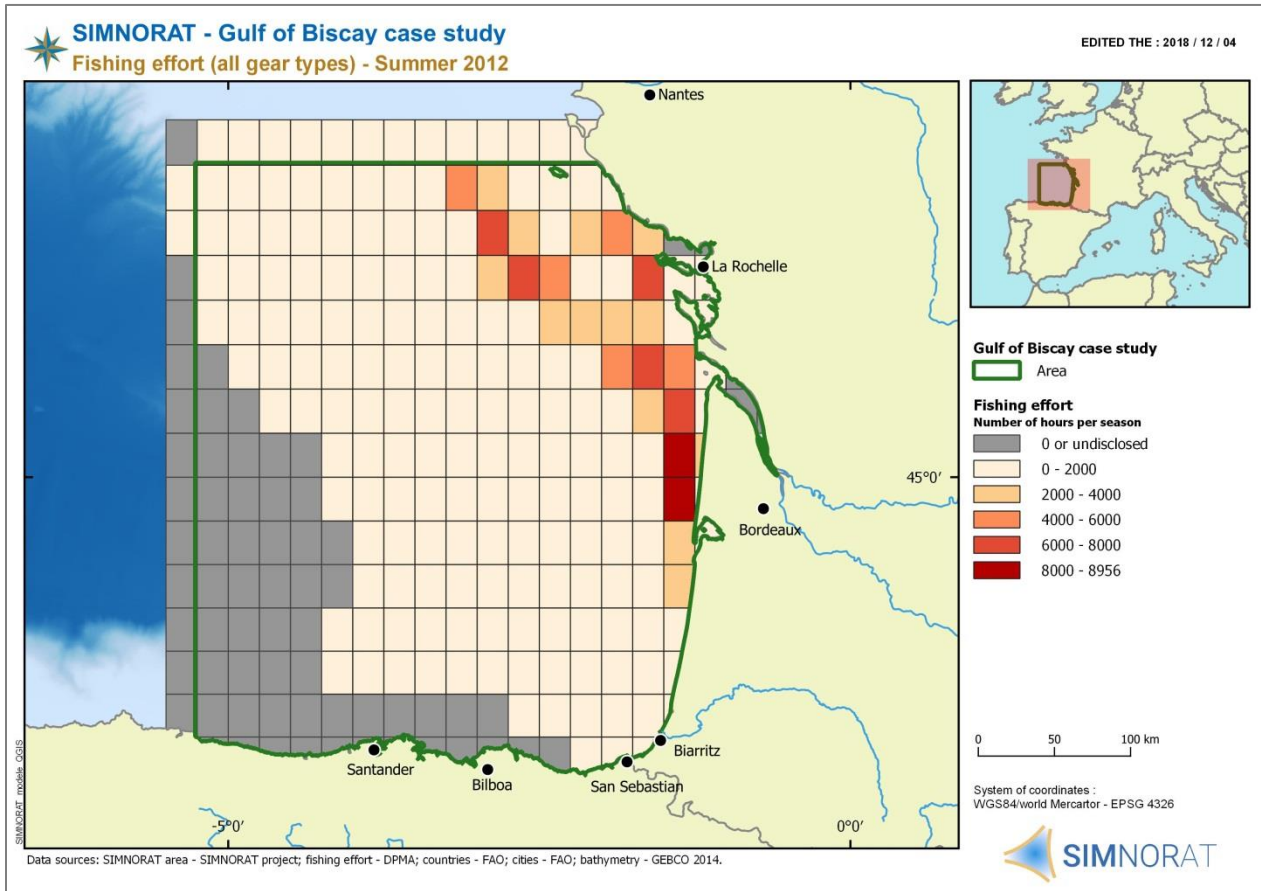 SIMNORAT - Gulf of Biscay case study
Fishing effort (all gear types) - Summer 2012
EDITED THE : 2018 / 12 / 04
Nantes
La Rochelle
45°0'
Bordeaux
Biarritz
Santander
San Sebastian
Bilboa
-5°0'
0°0'
Gulf of Biscay case study
Area
Fishing effort
Number of hours per season
0 or undisclosed
0 - 2000
2000 - 4000
4000 - 6000
6000 - 8000
8000 - 8956
0 50 100 km
System of coordinates :
WGS84/world Mercartor - EPSG 4326
SIMNORAT
SIMNORAT modele QGIS
Data sources: SIMNORAT area - SIMNORAT project; fishing effort - DPMA; countries - FAO; cities - FAO; bathymetry - GEBCO 2014.